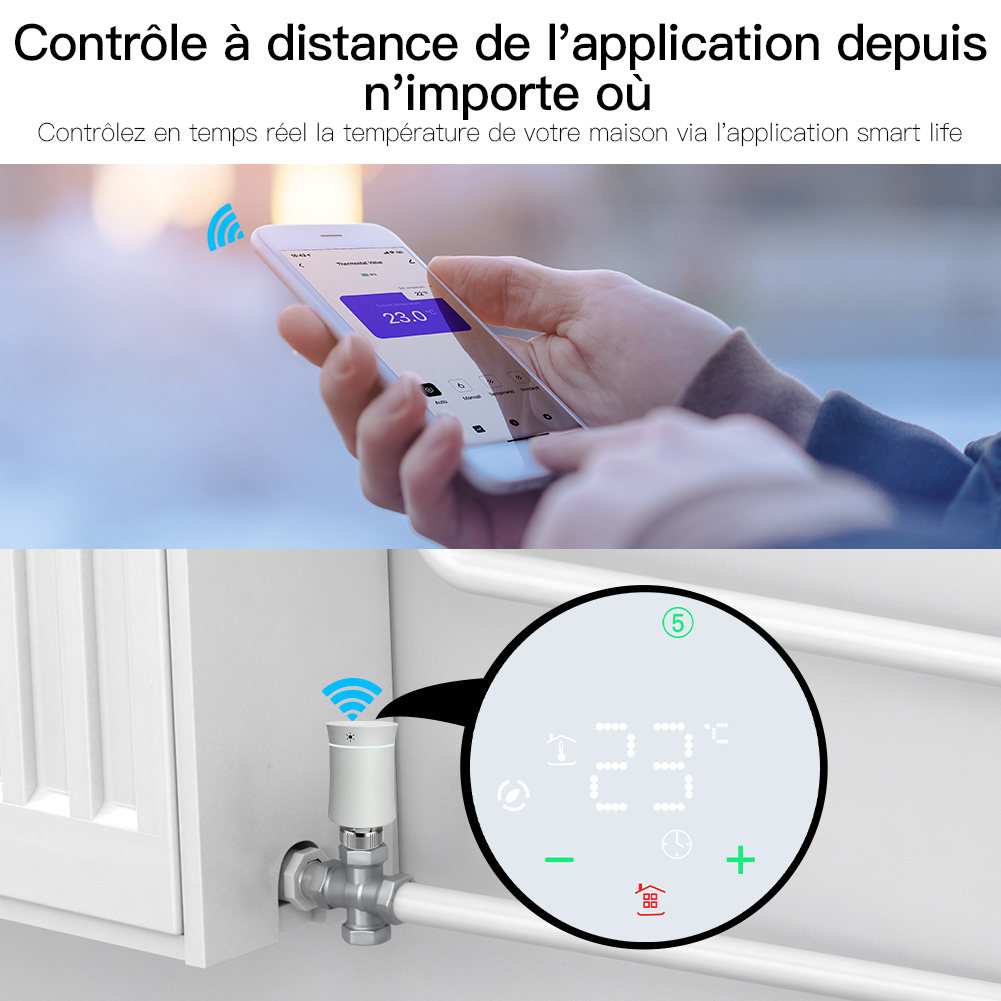 Contrôle à distance de l'application depuis
n'importe où
Contrôlez en temps réel la température de votre maison via l'application smart life
Thermostat Valve
22°
23.0 °C
Auto
Manual
5
23 °C
− +